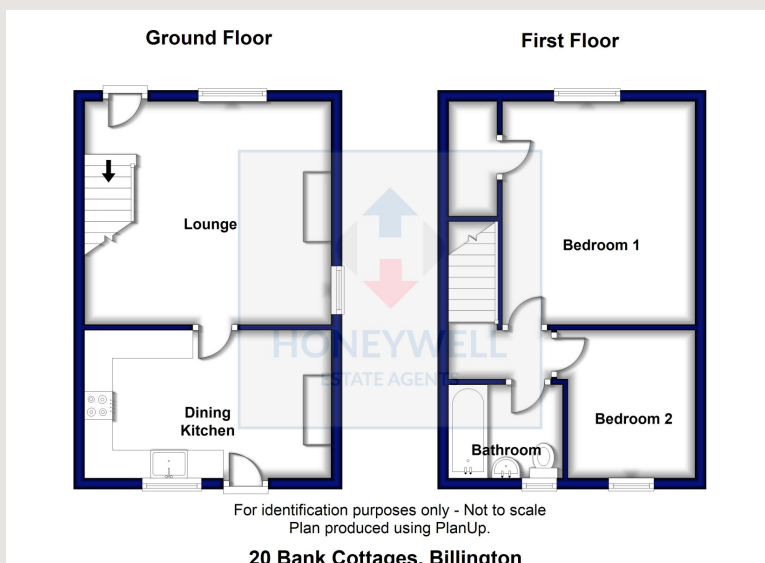 Ground Floor
First Floor
Lounge
Bedroom 1
HONEYWELL
ESTATE AGENTS
Dining
Kitchen
Bathroom
Bedroom 2
For identification purposes only - Not to scale
Plan produced using PlanUp.
20 Bank Cottages, Billington